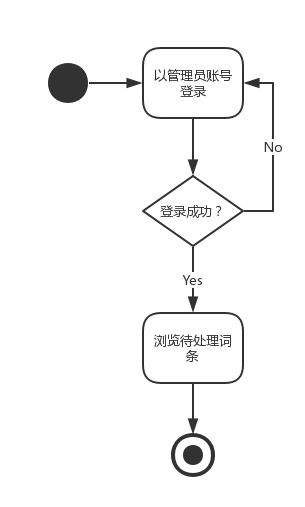 以管理员账号
登录
No
登录成功？
Yes
浏览待处理词
条